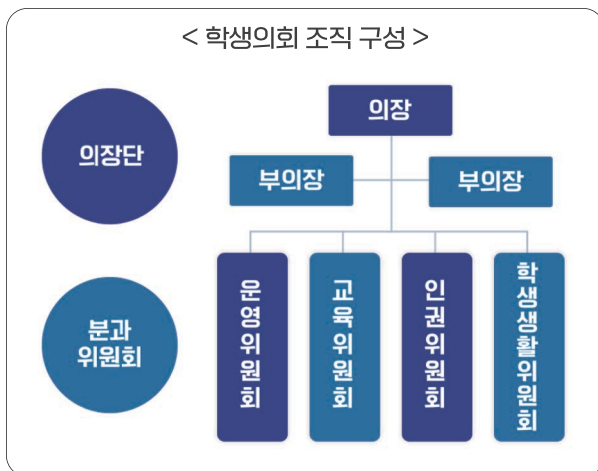 < 학생의회 조직 구성 >
의장단
의장
부의장
부의장
분과
위원회
운영위원회
교육위원회
인권위원회
학생생활위원회